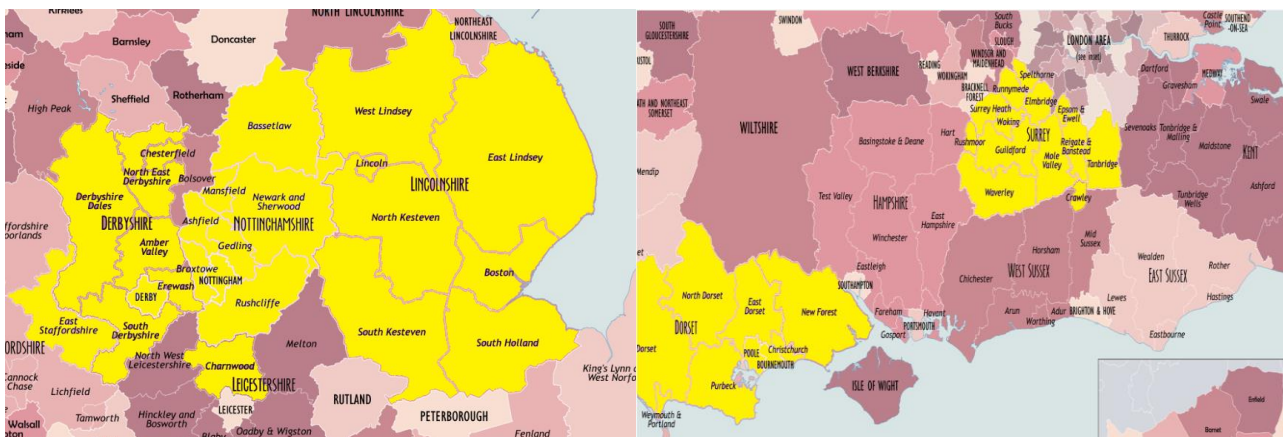 Kirklees
NORTH LINCOLNSHIRE
NORTHEAST
LINCOLNSHIRE
Barnsley
Doncaster
Sheffield
Rotherham
High Peak
West Lindsey
Bassetlaw
East Lindsey
Chesterfield
North East
Derbyshire
Bolsover
Lincoln
LINCOLNSHIRE
Mansfield
Newark and
Sherwood
Derbyshire
Dales
DERBYSHIRE
Ashfield
NOTTINGHAMSHIRE
North Kesteven
Amber
Valley
Gedling
Broxtowe
NOTTINGHAM
Boston
Erewash
DERBY
Rushcliffe
East
Staffordshire
South
Derbyshire
South Kesteven
South Holland
North West
Leicestershire
Melton
Charnwood
LEICESTERSHIRE
Cannock
Chase
Lichfield
King's Lynn
West Norfo
Tamworth
LEICESTER
RUTLAND
PETERBOROUGH
Walsall
Hinckley and
Bosworth
Oadby & Wigston
Fenland
SOUTH
GLOUCESTERSHIRE
SWINDON
South
Bucks
SLOUGH
WINDSOR AND
MAIDENHEAD
LONDON AREA
(see inset)
Castle
Point
SOUTHEND
-ON-SEA
THURROCK
WEST BERKSHIRE
READING
WOKINGHAM
BRACKNELL
FOREST
Spelthorne
Runnymede
Dartford
Gravesham
MEDWAY
Swale
ATH AND NORTHEAST
SOMERSET
Surrey Heath
Elmbridge
Epsom &
Ewell
Woking
WILTSHIRE
Basingstoke & Deane
Hart
Rushmoor
SURREY
Guildford
Mole
Valley
Reigate &
Banstead
Tanbridge
Sevenoaks
Tanbridge &
Malling
Maidstone
KENT
Mendip
Test Valley
HAMPSHIRE
Waverley
Crawley
Tunbridge
Wells
Ashford
East
Hampshire
Winchester
Mid
Sussex
Horsham
WEST SUSSEX
Wealden
EAST SUSSEX
Rother
Eastleigh
Chichester
SOUTHAMPTON
North Dorset
East
Dorset
New Forest
Fareham
Havant
Arun
Adur
Worthing
BRIGHTON & HOVE
Lewes
Hastings
DORSET
Gosport
PORTSMOUTH
Eastbourne
Dorset
POOLE
Christchurch
BOURNEMOUTH
Purbeck
ISLE OF WIGHT
Enfield
Weymouth &
Portland
Barnet